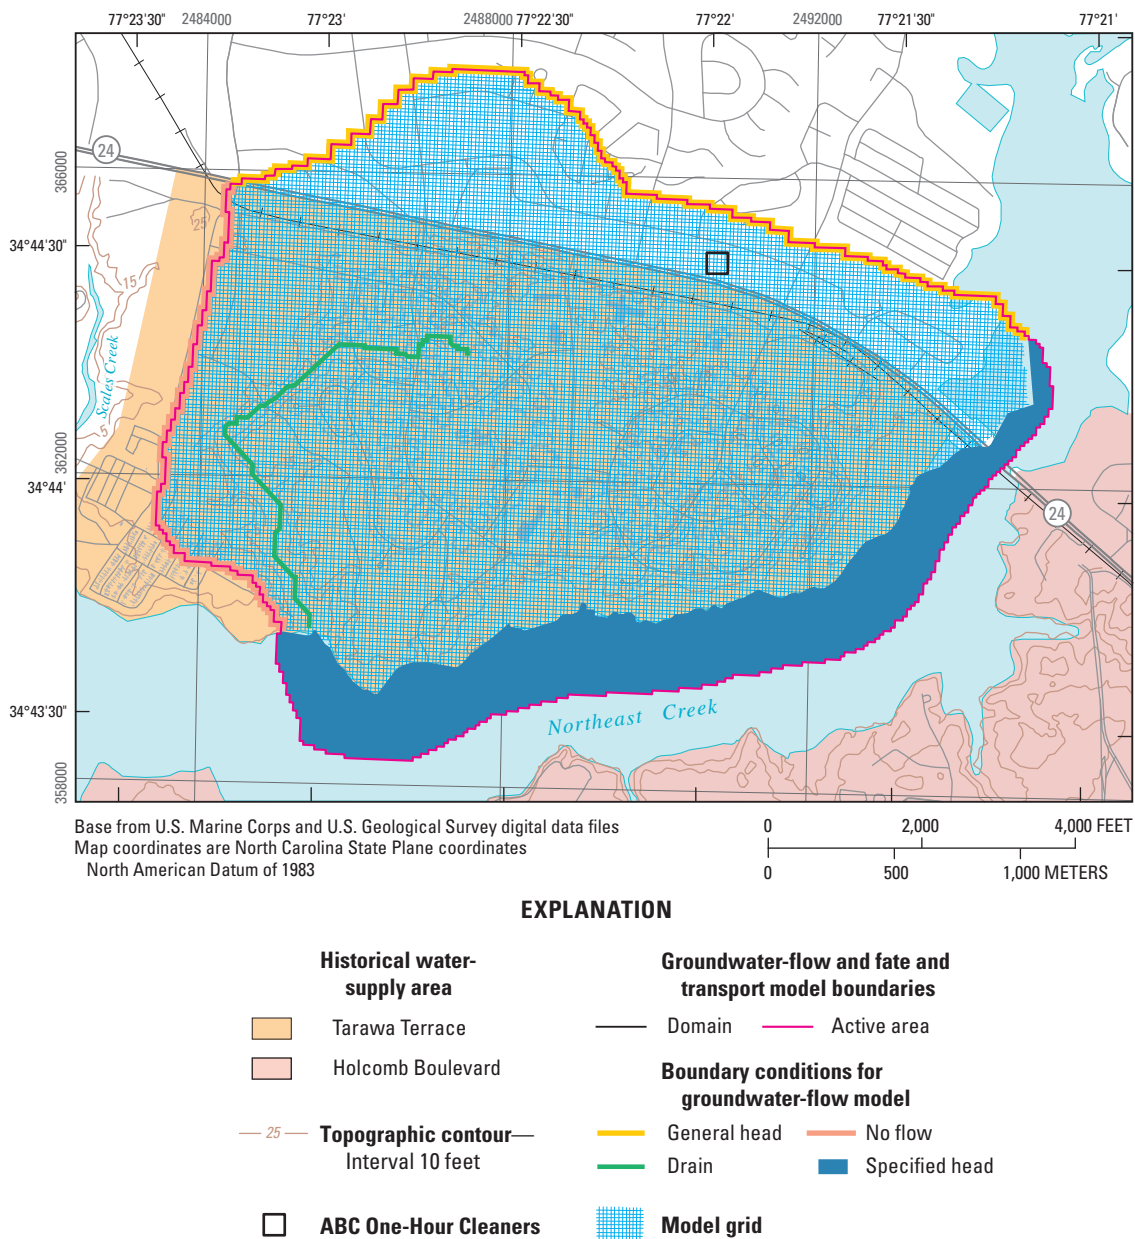 77°23'30" 2484000 77°23' 2488000 77°22'30" 77°22' 2492000 77°21'30" 77°21'
24
366000
25
34°44'30"
15
Scales Creek
5
362000
34°44'
24
34°43'30"
Northeast Creek
358000
Base from U.S. Marine Corps and U.S. Geological Survey digital data files
Map coordinates are North Carolina State Plane coordinates
North American Datum of 1983
0 2,000 4,000 FEET
0 500 1,000 METERS
EXPLANATION
Historical water-
supply area
Tarawa Terrace
Holcomb Boulevard
25 Topographic contour—
Interval 10 feet
ABC One-Hour Cleaners
Groundwater-flow and fate and
transport model boundaries
Domain Active area
Boundary conditions for
groundwater-flow model
General head No flow
Drain Specified head
Model grid